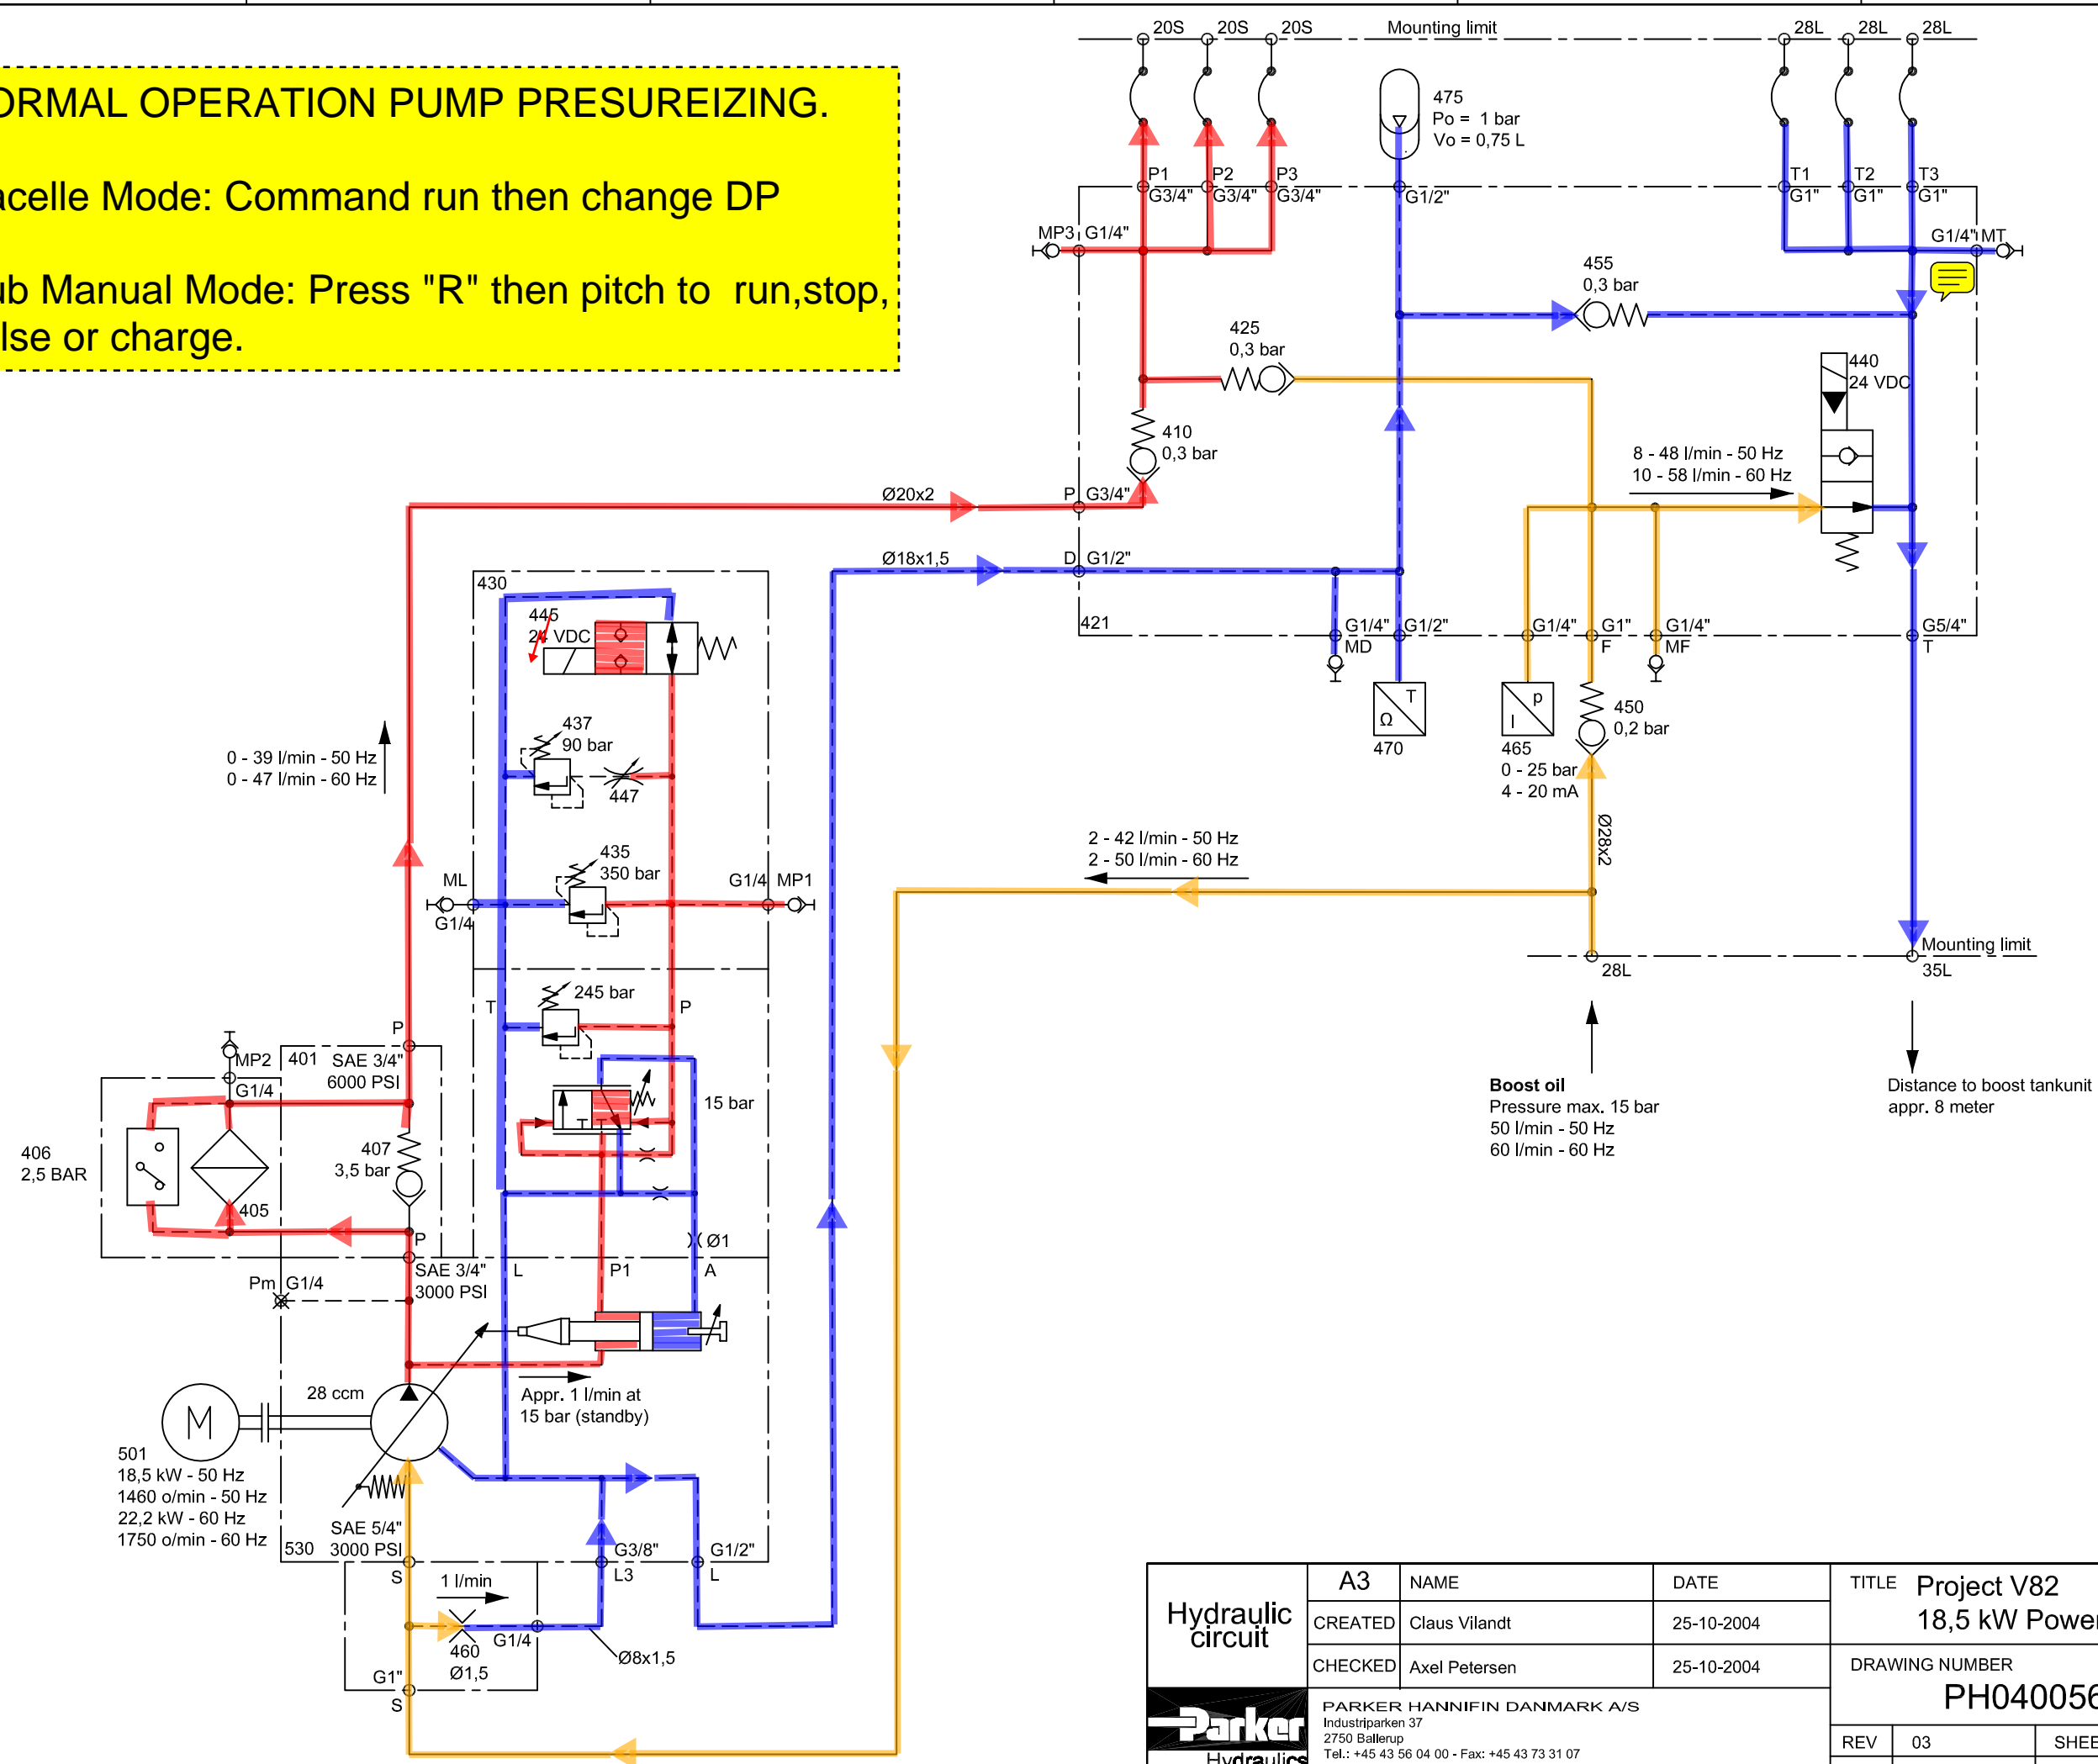 ORMAL OPERATION PUMP PRESUREIZING.
acelle Mode: Command run then change DP
ub Manual Mode: Press "R" then pitch to run,stop,
lse or charge.
20S
20S
20S
Mounting limit
28L
28L
28L
475
Po = 1 bar
Vo = 0,75 L
P1
P2
P3
G3/4"
G3/4"
G3/4"
G1/2"
T1
T2
T3
G1"
G1"
G1"
MP3
G1/4"
G1/4"
MT
455
0,3 bar
425
0,3 bar
440
24 VDC
410
0,3 bar
8 - 48 l/min - 50 Hz
10 - 58 l/min - 60 Hz
Ø20x2
P
G3/4"
Ø18x1,5
D
G1/2"
421
G1/4"
MD
G1/2"
G1/4"
G1"
F
G1/4"
MF
G5/4"
T
T
Ω
470
p
I
465
0 - 25 bar
4 - 20 mA
450
0,2 bar
Ø28x2
430
445
24 VDC
437
90 bar
447
0 - 39 l/min - 50 Hz
0 - 47 l/min - 60 Hz
435
350 bar
ML
G1/4
G1/4
MP1
2 - 42 l/min - 50 Hz
2 - 50 l/min - 60 Hz
Mounting limit
28L
35L
T
245 bar
P
P
MP2
401
SAE 3/4"
6000 PSI
G1/4
15 bar
T
T
406
2,5 BAR
407
3,5 bar
405
Boost oil
Pressure max. 15 bar
50 l/min - 50 Hz
60 l/min - 60 Hz
Distance to boost tankunit
appr. 8 meter
P
Ø1
Pm
G1/4
SAE 3/4"
3000 PSI
L
P1
A
28 ccm
Appr. 1 l/min at
15 bar (standby)
M
501
18,5 kW - 50 Hz
1460 o/min - 50 Hz
22,2 kW - 60 Hz
1750 o/min - 60 Hz
SAE 5/4"
3000 PSI
530
S
G3/8"
L3
G1/2"
L
1 l/min
G1/4
460
Ø1,5
Ø8x1,5
G1"
S
Hydraulic
circuit
A3
NAME
DATE
CREATED
Claus Vilandt
25-10-2004
CHECKED
Axel Petersen
25-10-2004
TITLE
Project V82
18,5 kW Power
DRAWING NUMBER
PH040056
REV
03
SHEE
Parker
Hydraulics
PARKER HANNIFIN DANMARK A/S
Industriparken 37
2750 Ballerup
Tel.: +45 43 56 04 00 - Fax: +45 43 73 31 07